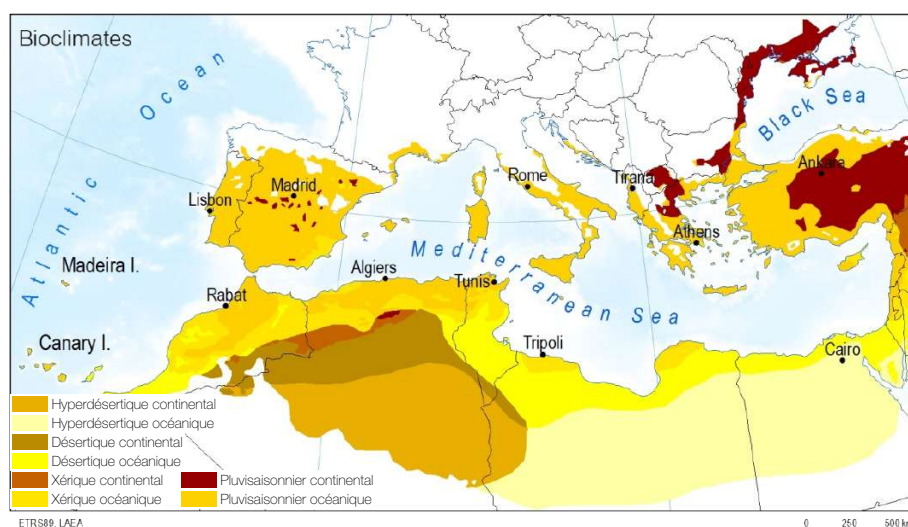 Bioclimates
Atlantic Ocean
Black Sea
Ankara
Rome
Tirana
Madrid
Lisbon
Athens
Mediterranean Sea
Madeira I.
Algiers
Tunis
Rabat
Canary I.
Tripoli
Cairo
Hyperdésertique continental
Hyperdésertique océanique
Désertique continental
Désertique océanique
Xérique continental
Pluvisaisonnier continental
Xérique océanique
Pluvisaisonnier océanique
ETRS89, LAEA
0 250 500 km